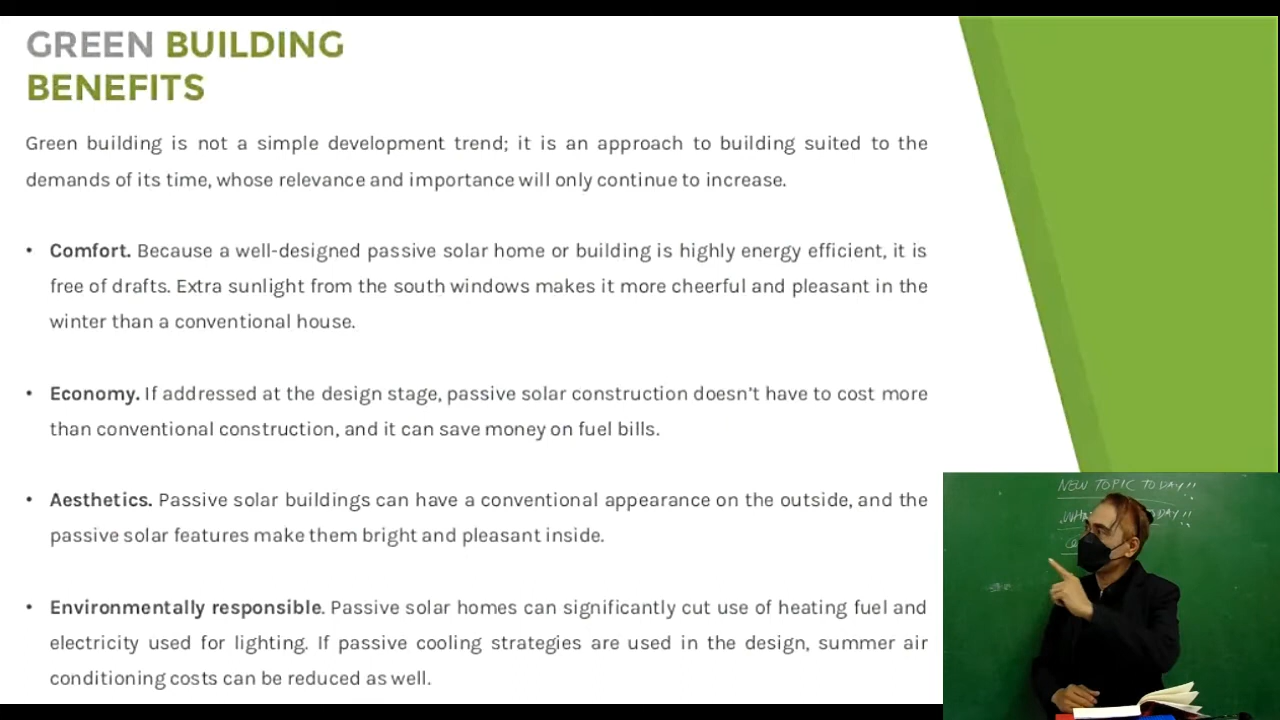 GREEN BUILDING
BENEFITS
Green building is not a simple development trend; it is an approach to building suited to the
demands of its time, whose relevance and importance will only continue to increase.
• Comfort. Because a well-designed passive solar home or building is highly energy efficient, it is
free of drafts. Extra sunlight from the south windows makes it more cheerful and pleasant in the
winter than a conventional house.
• Economy. If addressed at the design stage, passive solar construction doesn't have to cost more
than conventional construction, and it can save money on fuel bills.
• Aesthetics. Passive solar buildings can have a conventional appearance on the outside, and the
passive solar features make them bright and pleasant inside.
• Environmentally responsible. Passive solar homes can significantly cut use of heating fuel and
electricity used for lighting. If passive cooling strategies are used in the design, summer air
conditioning costs can be reduced as well.
NEW TOPIC TODAY!!